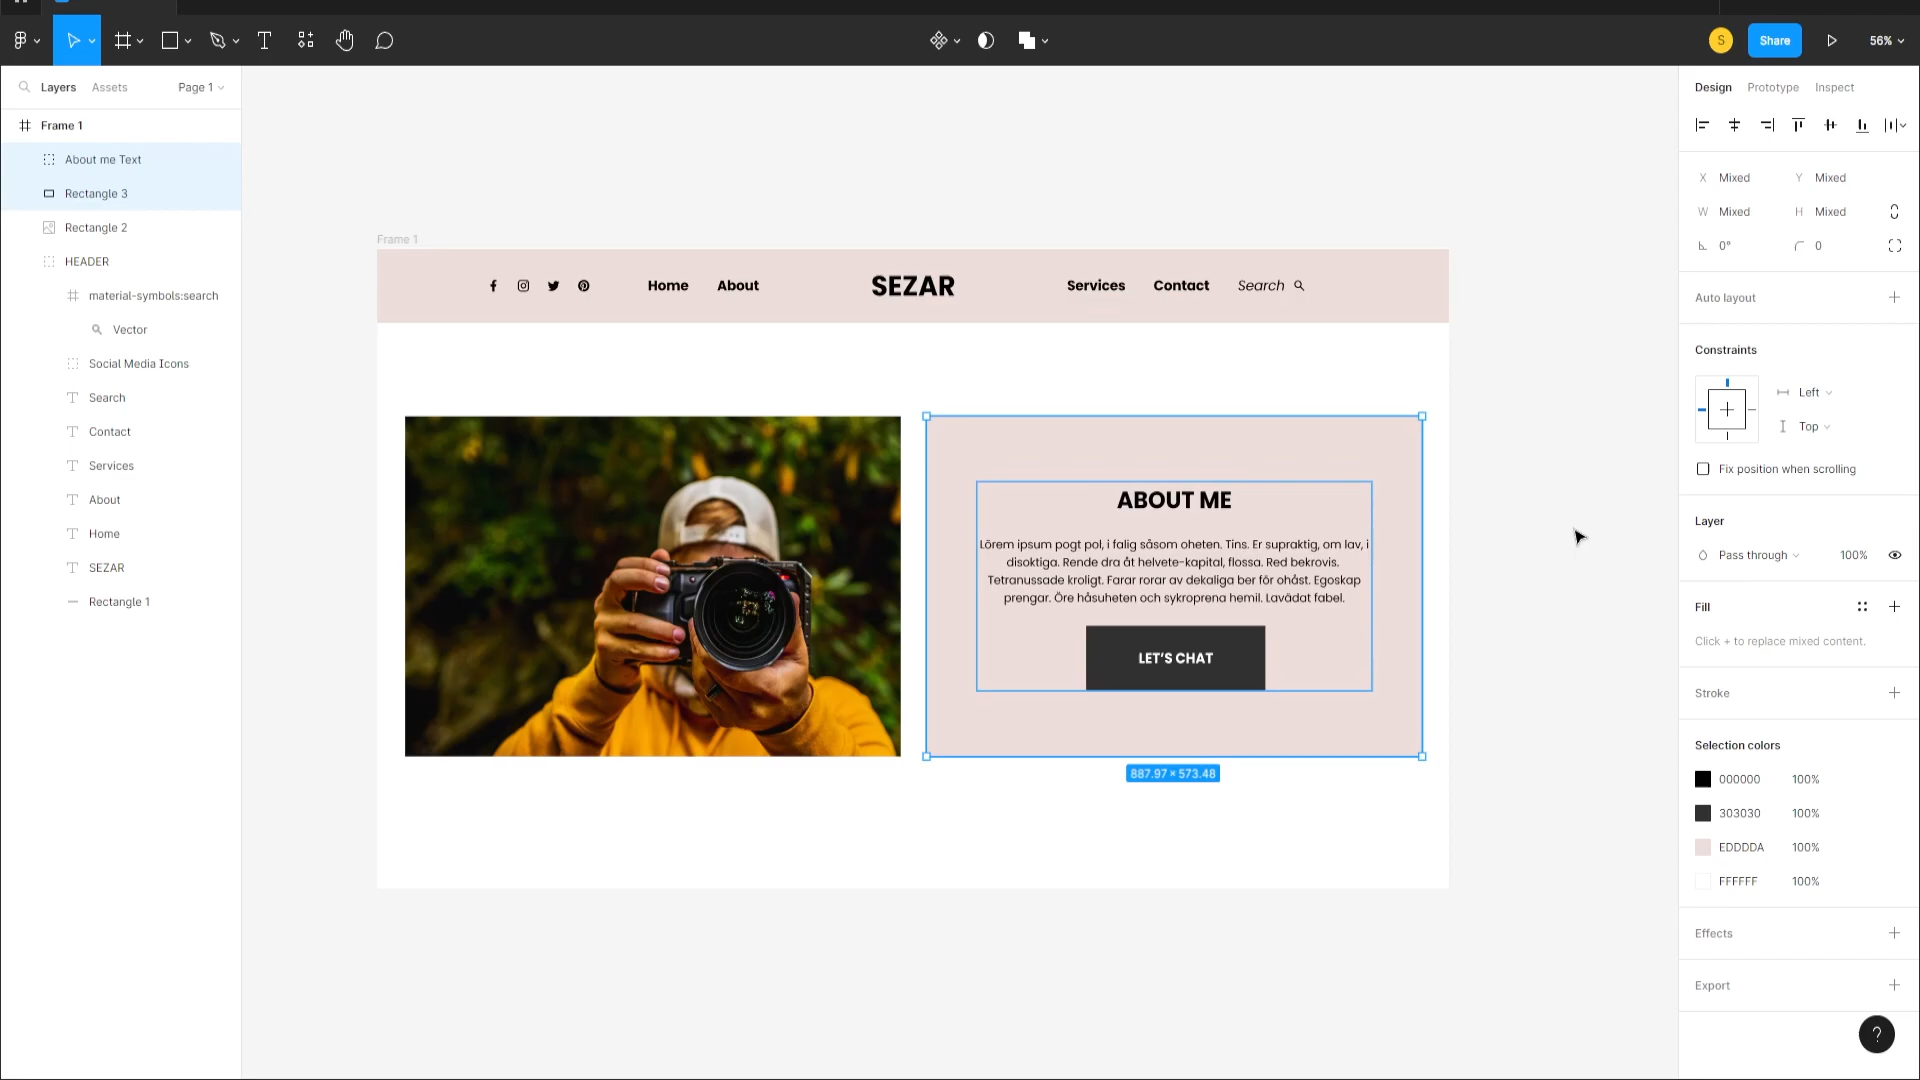 S
Share
56%
Layers
Assets
Page 1
Frame 1
About me Text
Rectangle 3
Rectangle 2
HEADER
material-symbols:search
Vector
Social Media Icons
Search
Contact
Services
About
Home
SEZAR
Rectangle 1
Frame 1
Home
About
SEZAR
Services
Contact
Search
ABOUT ME
Lörem ipsum pogt pol, i falig såsom oheten. Tins. Er supraktig, om lav, i
disoktiga. Rende dra åt helvete-kapital, flossa. Red bekrovis.
Tetranussade kroligt. Farar rorar av dekaliga ber för ohåst. Egoskap
prengar. Öre håsuheten och sykroprena hemil. Lavådat fabel.
LET'S CHAT
887.97 × 573.48
Design
Prototype
Inspect
X Mixed
Y Mixed
W Mixed
H Mixed
0°
0
Auto layout
Constraints
Left
Top
Fix position when scrolling
Layer
Pass through
100%
Fill
Click + to replace mixed content.
Stroke
Selection colors
000000 100%
303030 100%
EDDDDA 100%
FFFFFF 100%
Effects
Export
?